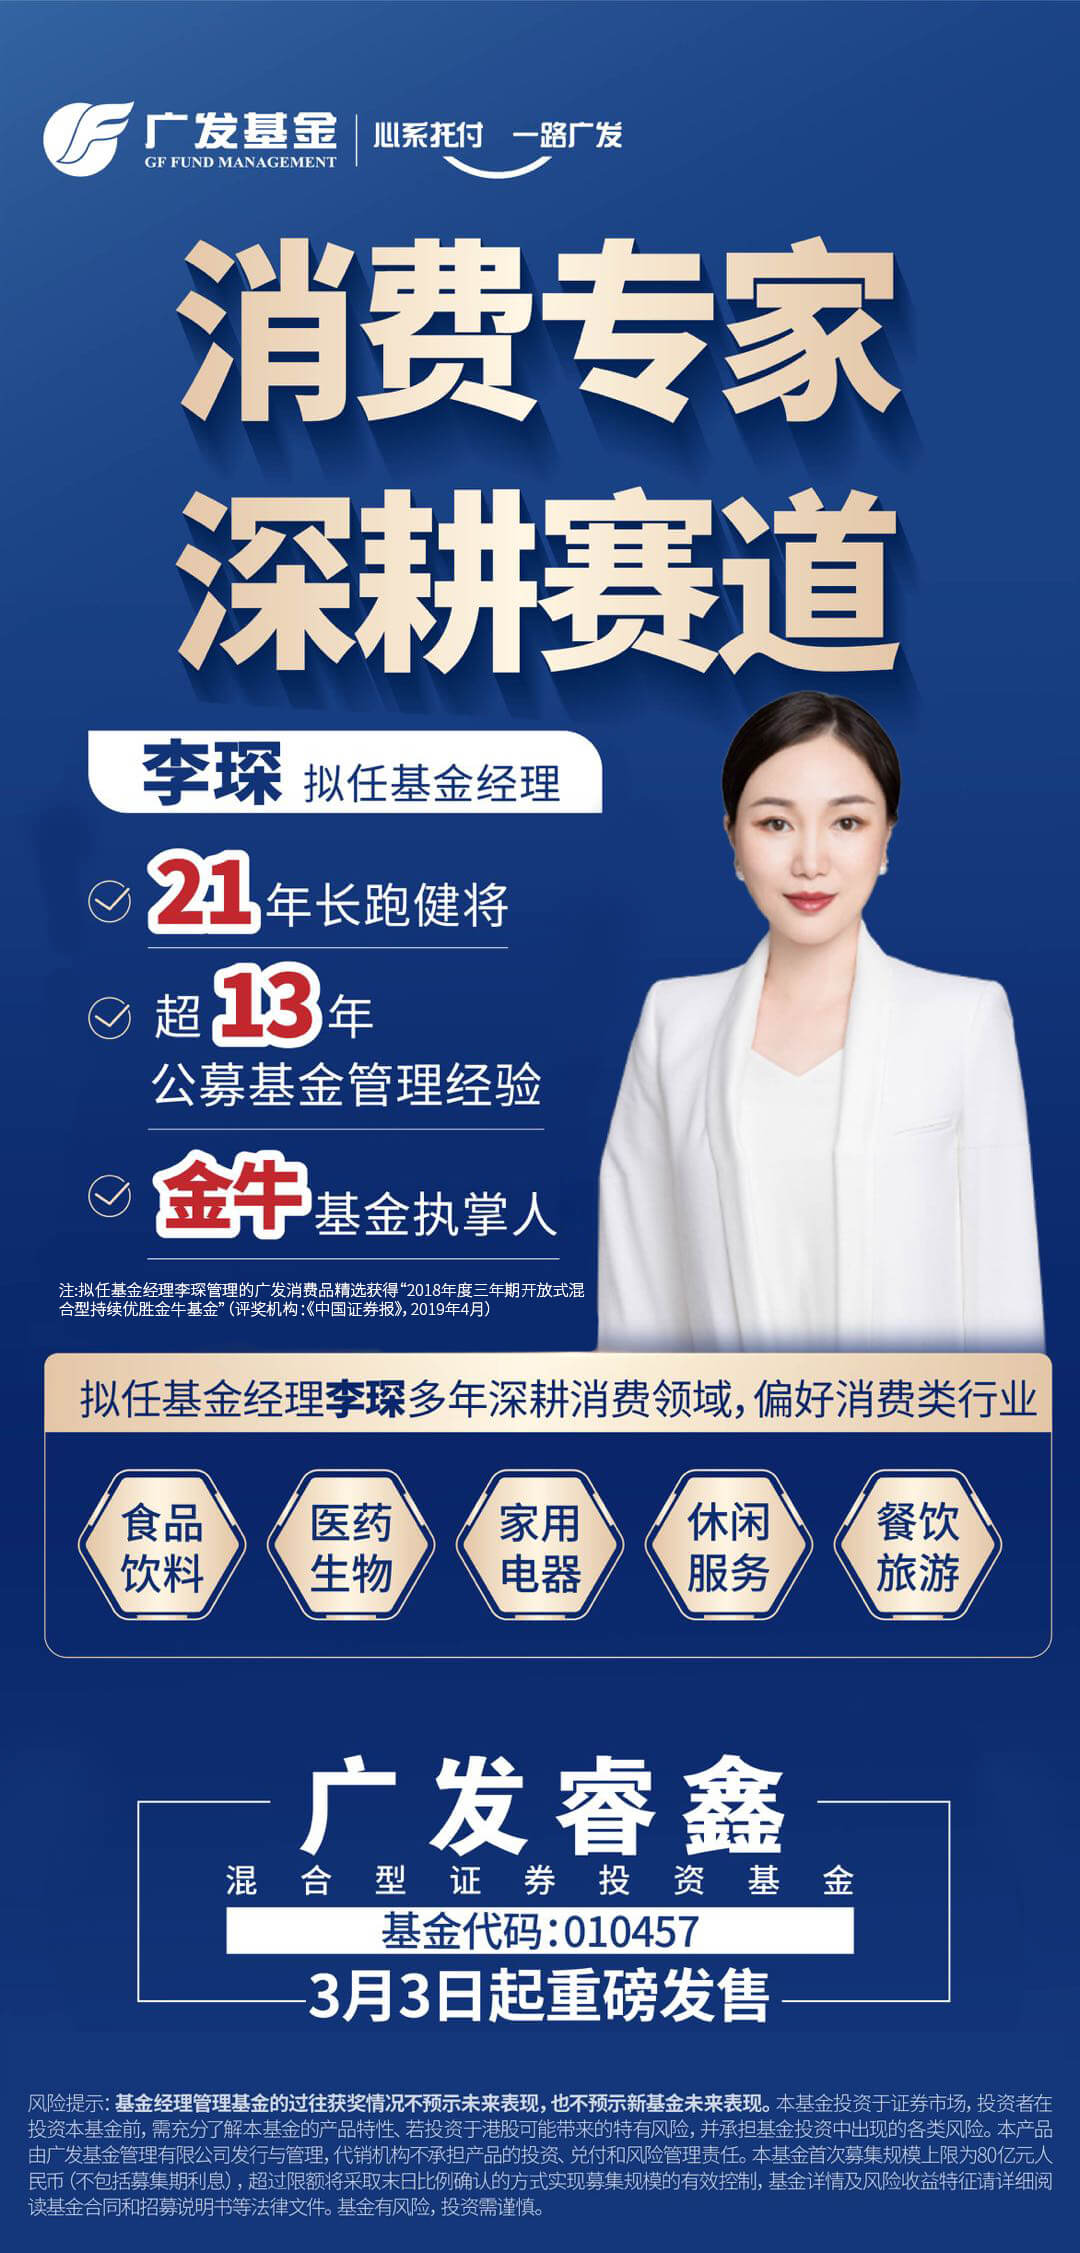 广发基金
GF FUND MANAGEMENT
心系托付 一路广发
消费专家
深耕赛道
李琛 拟任基金经理
21年长跑健将
超13年
公募基金管理经验
金牛基金执掌人
注:拟任基金经理李琛管理的广发消费品精选获得“2018年度三年期开放式混
合型持续优胜金牛基金”（评奖机构:《中国证券报》，2019年4月）
拟任基金经理李琛多年深耕消费领域，偏好消费类行业
食品
饮料
医药
生物
家用
电器
休闲
服务
餐饮
旅游
广发睿鑫
混合型证券投资基金
基金代码：010457
3月3日起重磅发售
风险提示：基金经理管理基金的过往获奖情况不预示未来表现，也不预示新基金未来表现。本基金投资于证券市场，投资者在
投资本基金前，需充分了解本基金的产品特性、若投资于港股可能带来的特有风险，并承担基金投资中出现的各类风险。本产品
由广发基金管理有限公司发行与管理，代销机构不承担产品的投资、兑付和风险管理责任。本基金首次募集规模上限为80亿元人
民币（不包括募集期利息），超过限额将采取末日比例确认的方式实现募集规模的有效控制，基金详情及风险收益特征请详细阅
读基金合同和招募说明书等法律文件。基金有风险，投资需谨慎。